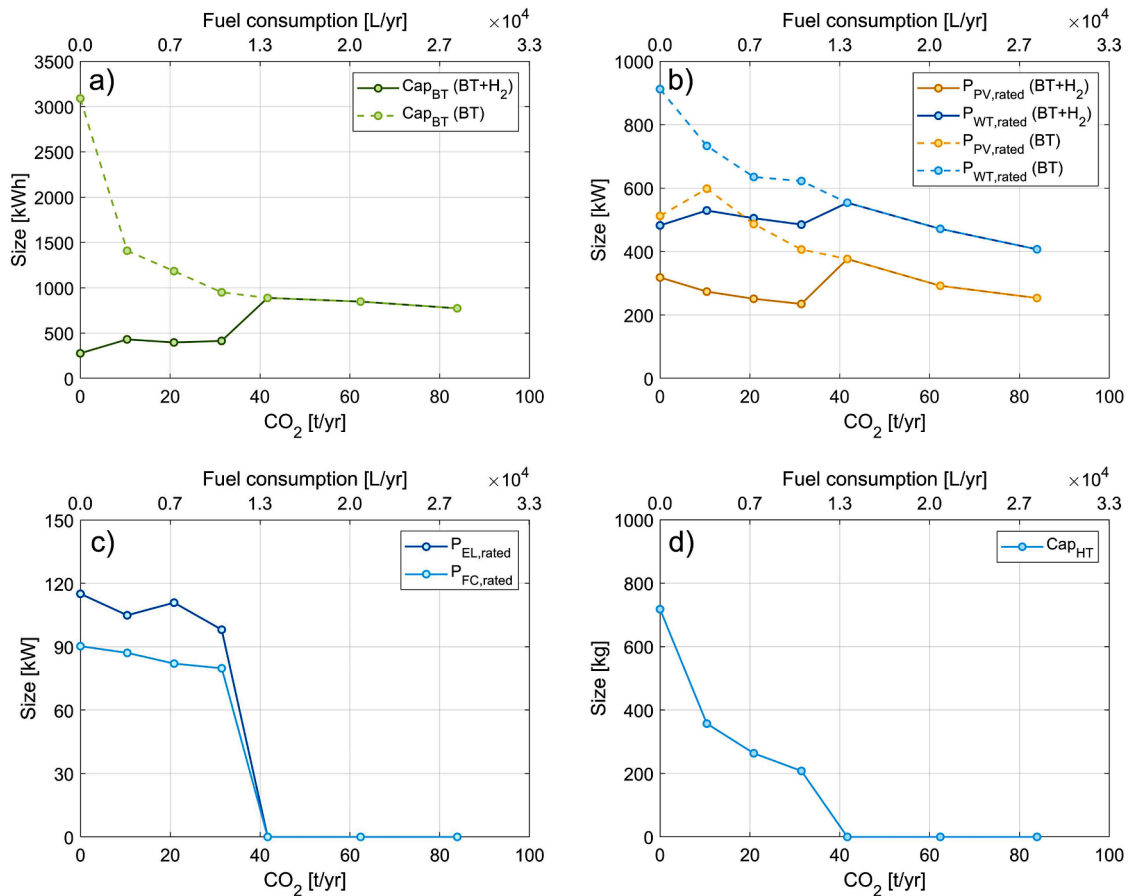 Fuel consumption [L/yr] ×10^4
0.0 0.7 1.3 2.0 2.7 3.3
a)
Cap_BT (BT+H_2)
Cap_BT (BT)
Size [kWh]
3500
3000
2500
2000
1500
1000
500
0
0 20 40 60 80 100
CO_2 [t/yr]
Fuel consumption [L/yr] ×10^4
0.0 0.7 1.3 2.0 2.7 3.3
b)
P_PV,rated (BT+H_2)
P_WT,rated (BT+H_2)
P_PV,rated (BT)
P_WT,rated (BT)
Size [kW]
1000
800
600
400
200
0
0 20 40 60 80 100
CO_2 [t/yr]
Fuel consumption [L/yr] ×10^4
0.0 0.7 1.3 2.0 2.7 3.3
c)
P_EL,rated
P_FC,rated
Size [kW]
150
120
90
60
30
0
0 20 40 60 80 100
CO_2 [t/yr]
Fuel consumption [L/yr] ×10^4
0.0 0.7 1.3 2.0 2.7 3.3
d)
Cap_HT
Size [kg]
1000
800
600
400
200
0
0 20 40 60 80 100
CO_2 [t/yr]